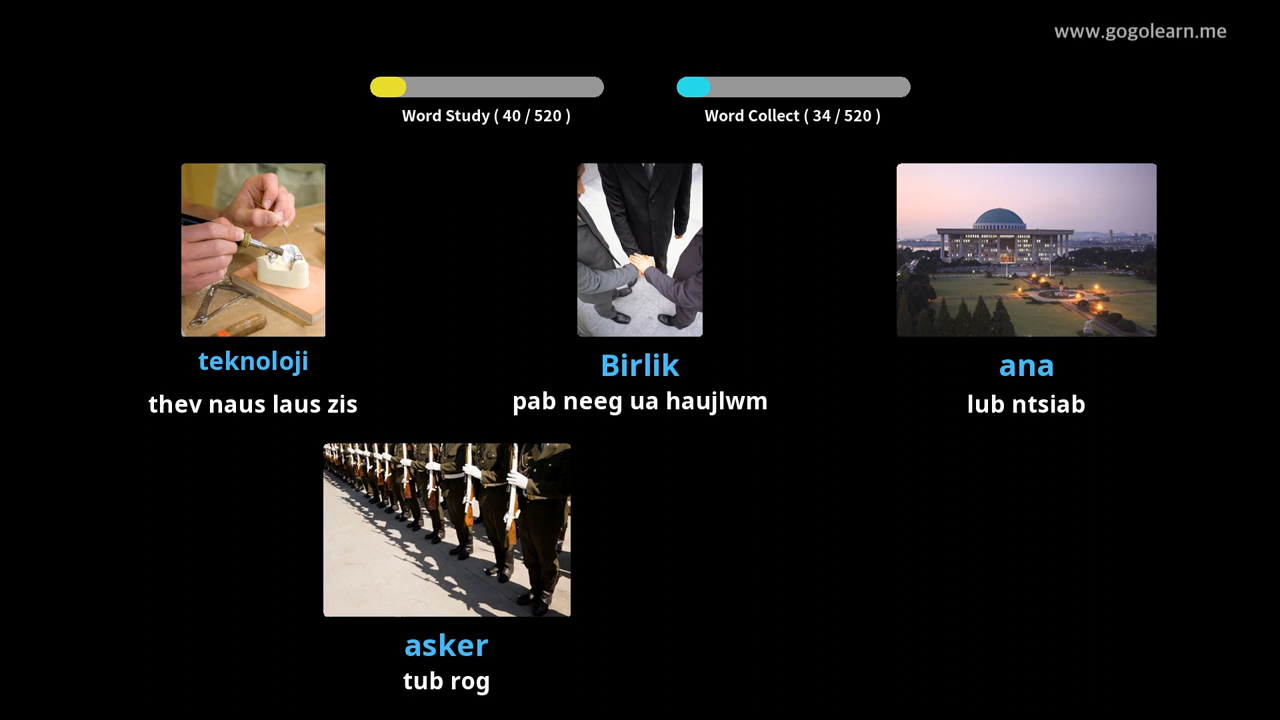 www.gogolearn.me
Word Study ( 40 / 520 )
Word Collect ( 34 / 520 )
teknoloji
thev naus laus zis
Birlik
pab neeg ua haujlwm
ana
lub ntsiab
asker
tub rog